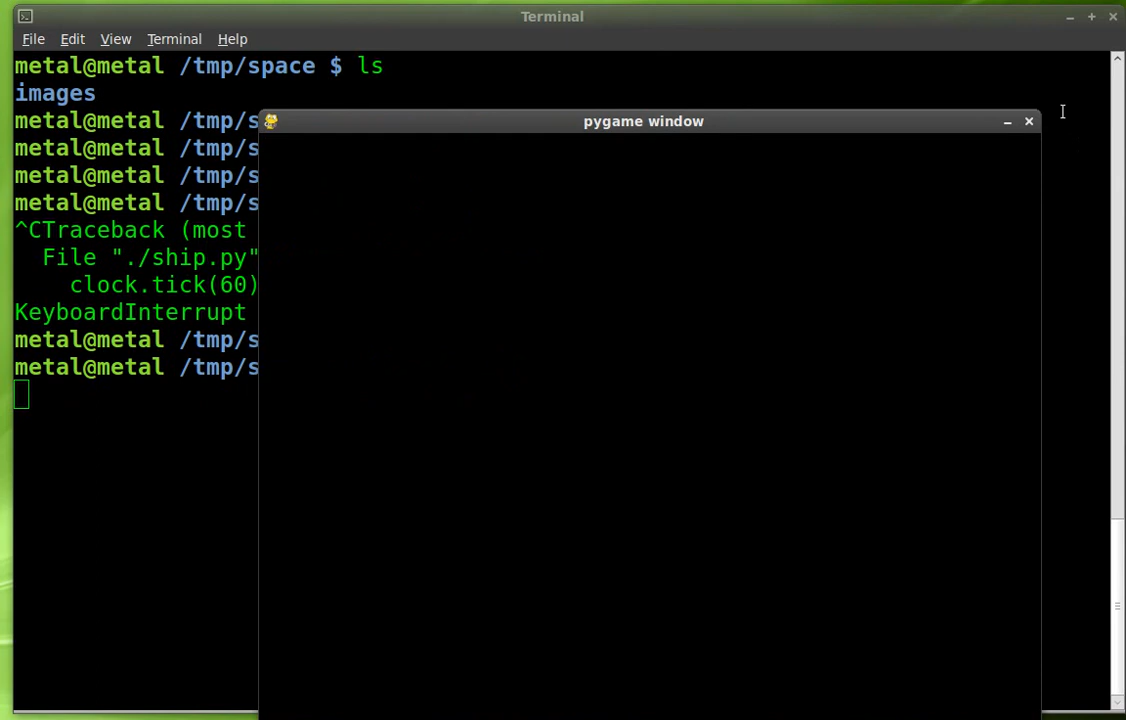 Terminal
File Edit View Terminal Help
metal@metal /tmp/space $ ls
images
metal@metal /tmp/s
pygame window
metal@metal /tmp/s
metal@metal /tmp/s
metal@metal /tmp/s
^CTraceback (most
File "./ship.py"
clock.tick(60)
KeyboardInterrupt
metal@metal /tmp/s
metal@metal /tmp/s